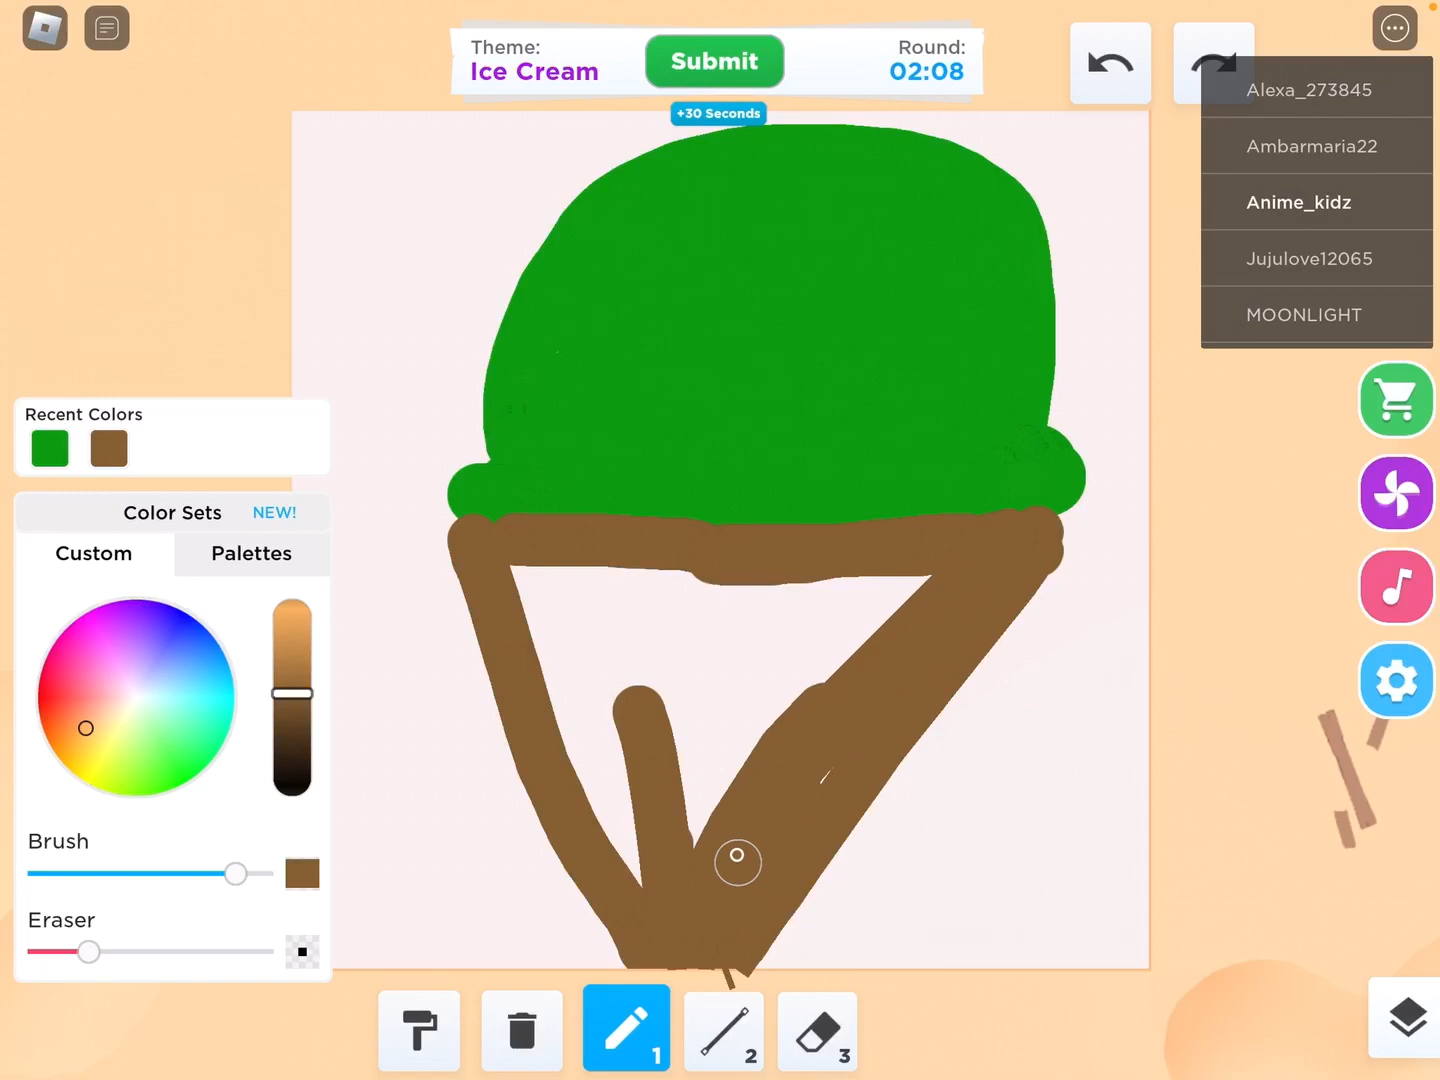 Theme:
Ice Cream
Submit
Round:
02:08
+30 Seconds
Alexa_273845
Ambarmaria22
Anime_kidz
Jujulove12065
MOONLIGHT
Recent Colors
Color Sets NEW!
Custom Palettes
Brush
Eraser
1
2
3